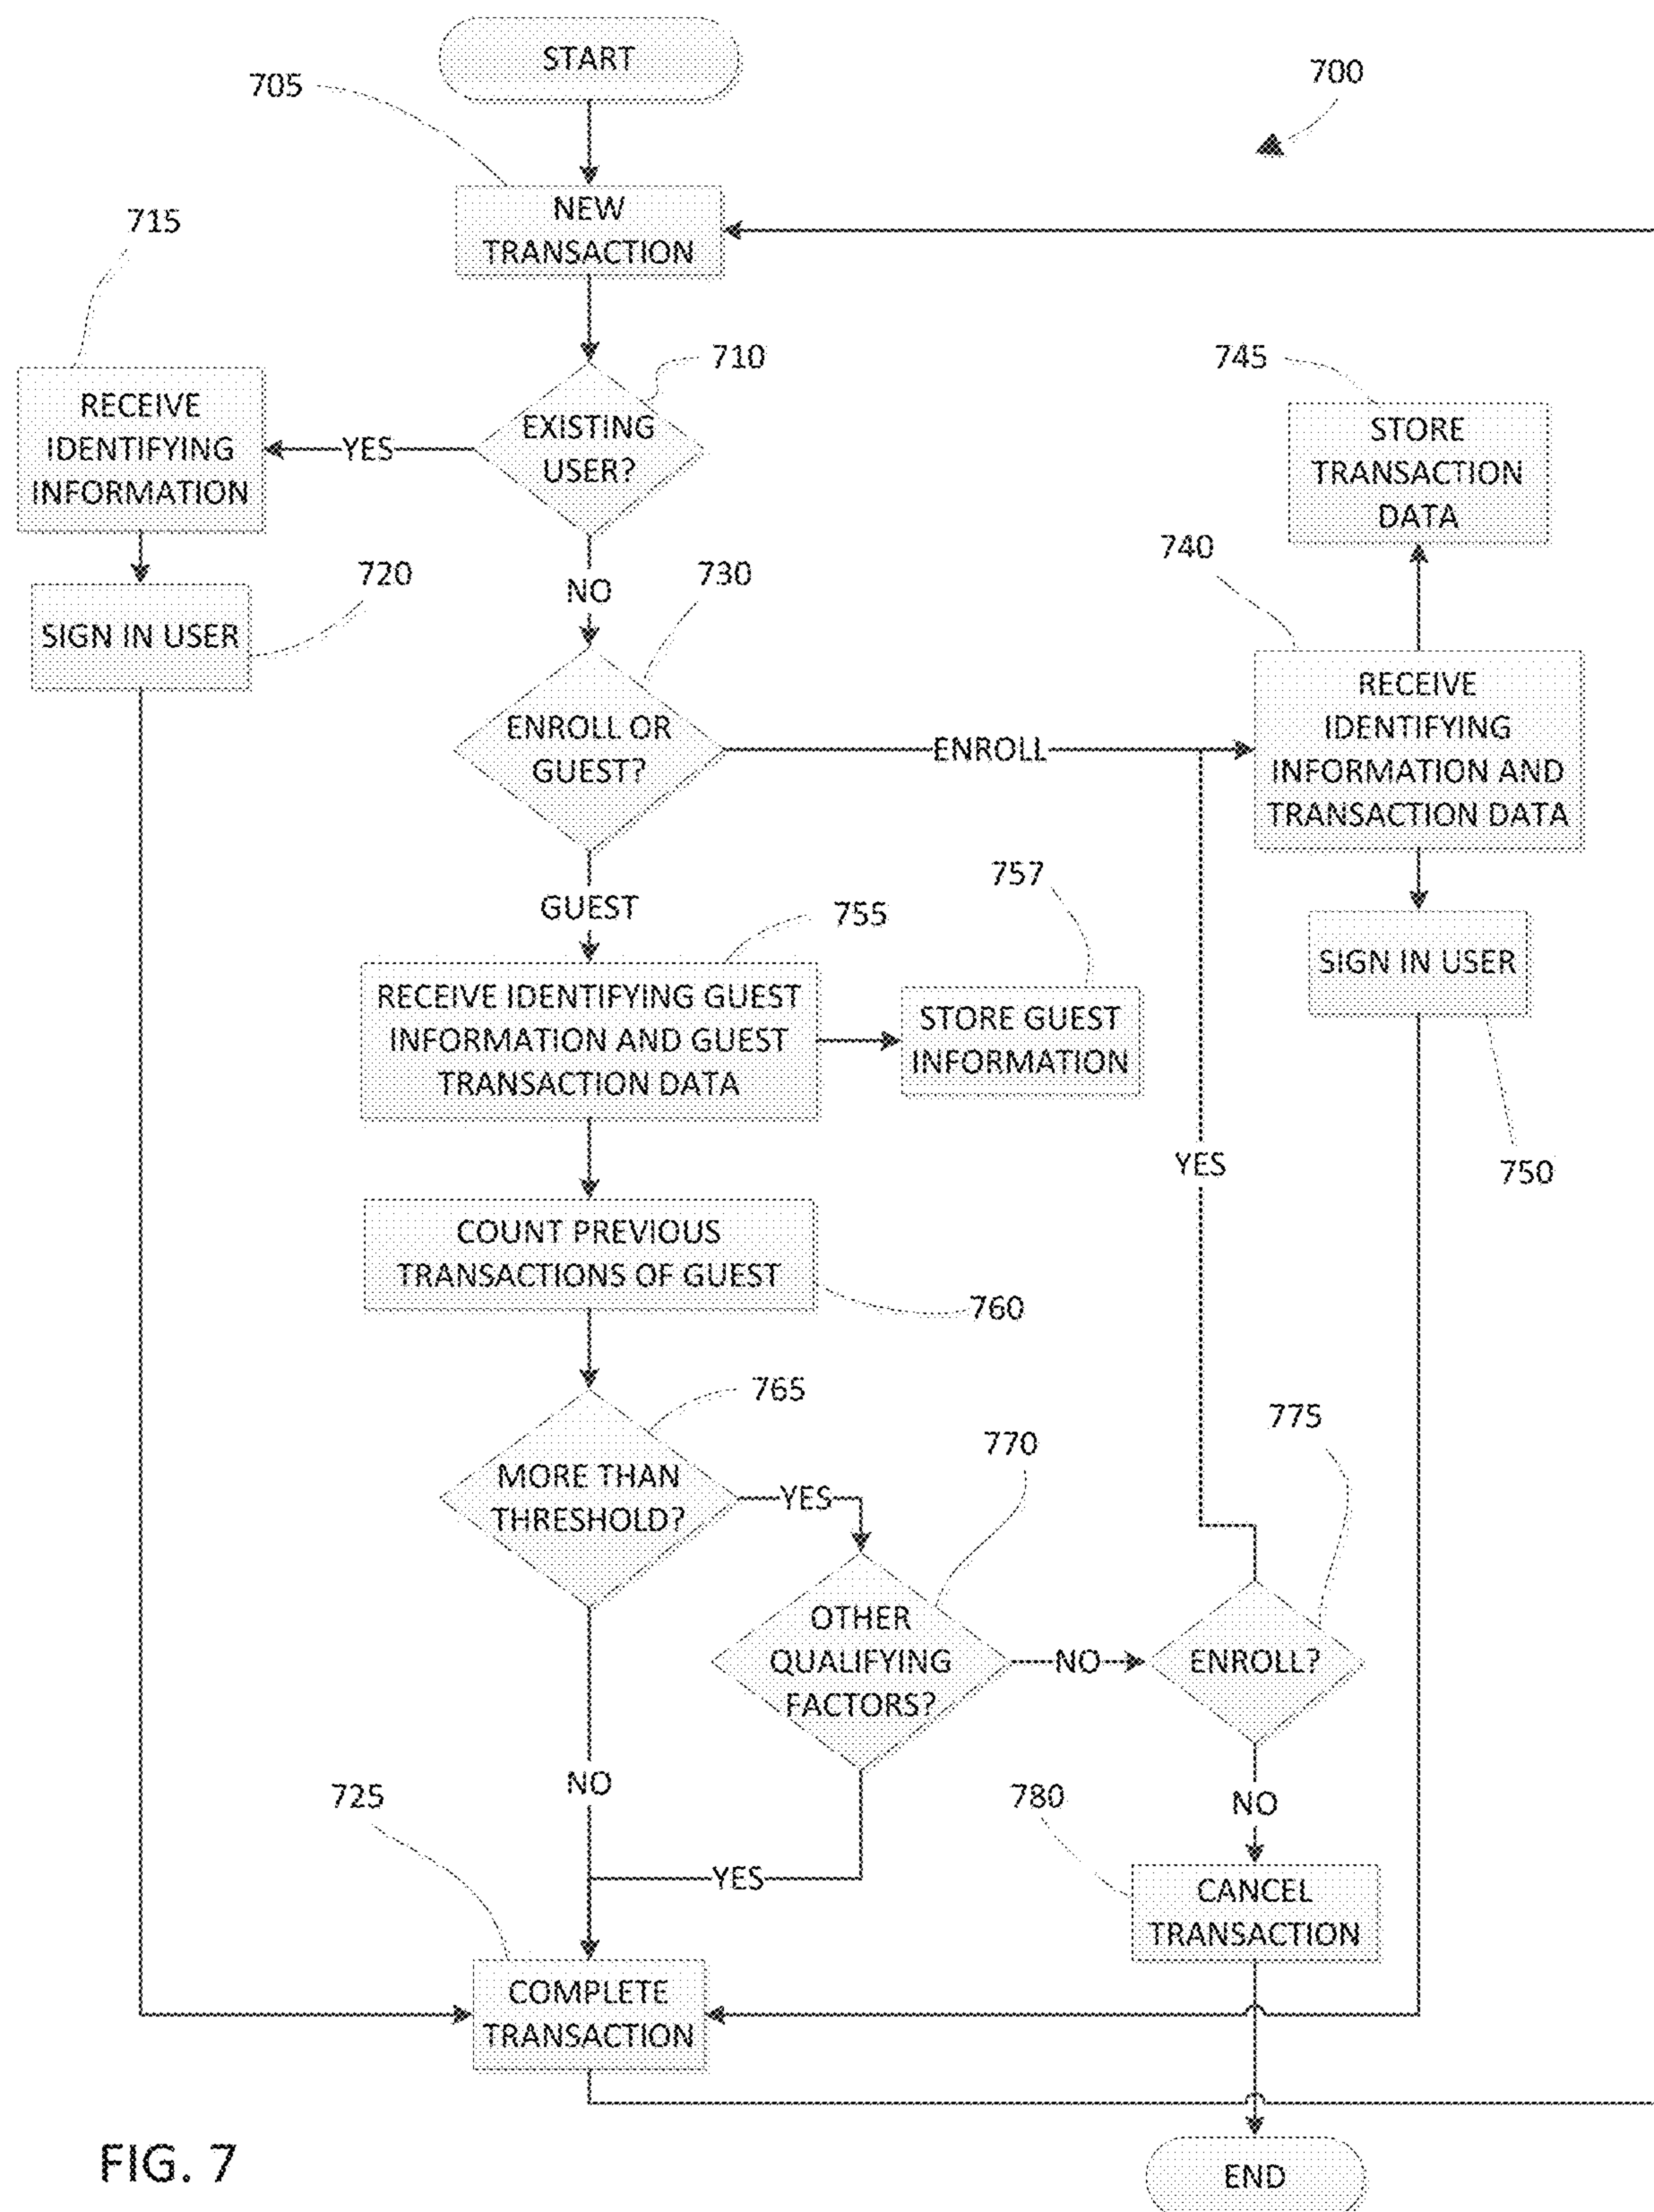 START
705
700
NEW
TRANSACTION
715
710
745
RECEIVE
IDENTIFYING
INFORMATION
YES
EXISTING
USER?
STORE
TRANSACTION
DATA
740
720
NO
730
SIGN IN USER
ENROLL OR
GUEST?
ENROLL
RECEIVE
IDENTIFYING
INFORMATION AND
TRANSACTION DATA
757
GUEST
755
SIGN IN USER
RECEIVE IDENTIFYING GUEST
INFORMATION AND GUEST
TRANSACTION DATA
STORE GUEST
INFORMATION
YES
750
COUNT PREVIOUS
TRANSACTIONS OF GUEST
760
765
775
770
MORE THAN
THRESHOLD?
YES
OTHER
QUALIFYING
FACTORS?
NO
ENROLL?
NO
725
780
NO
YES
CANCEL
TRANSACTION
COMPLETE
TRANSACTION
FIG. 7
END